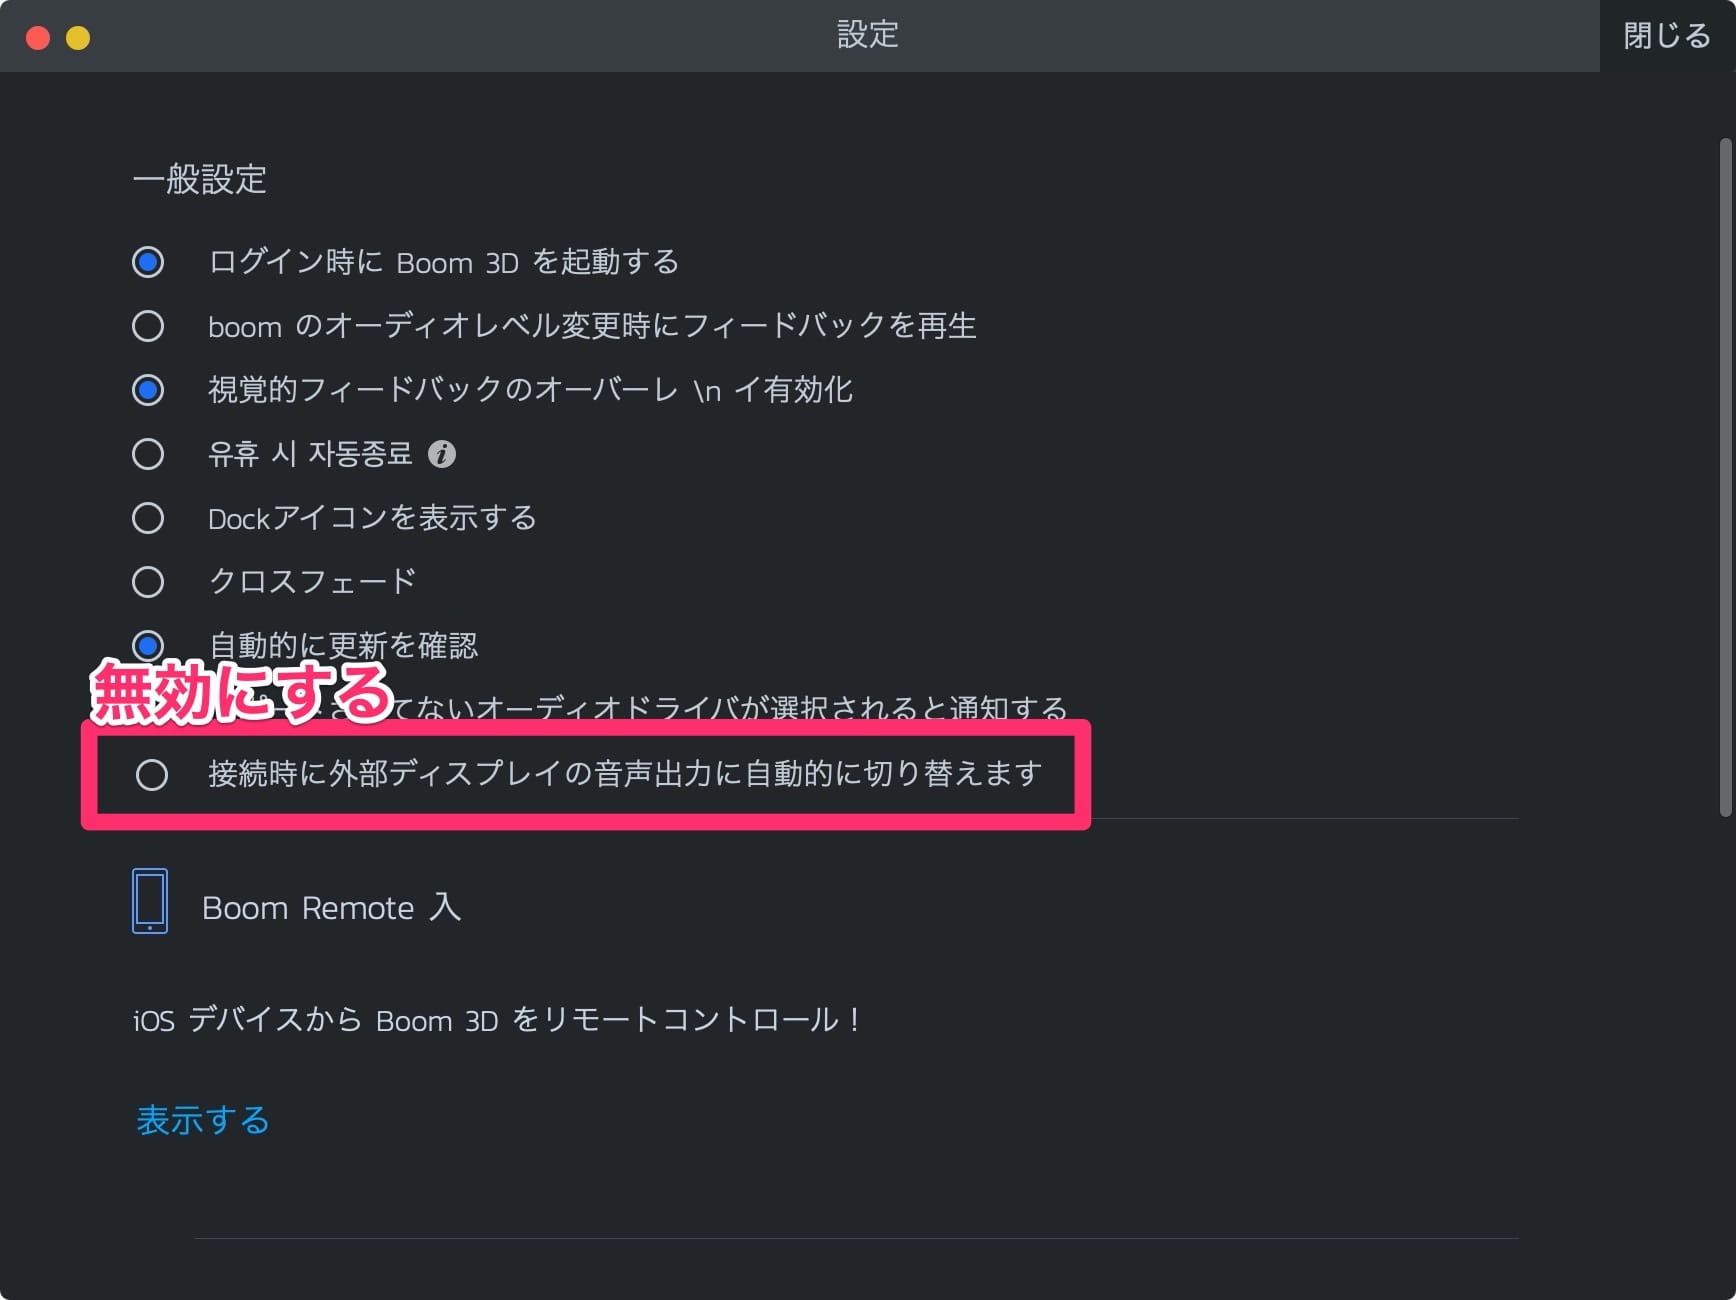 設定
閉じる
一般設定
ログイン時に Boom 3D を起動する
boom のオーディオレベル変更時にフィードバックを再生
視覚的フィードバックのオーバーレ \n イ有効化
유휴 시 자동종료
Dockアイコンを表示する
クロスフェード
自動的に更新を確認
無効にする
てないオーディオドライバが選択されると通知する
接続時に外部ディスプレイの音声出力に自動的に切り替えます
Boom Remote 入
iOS デバイスから Boom 3D をリモートコントロール！
表示する